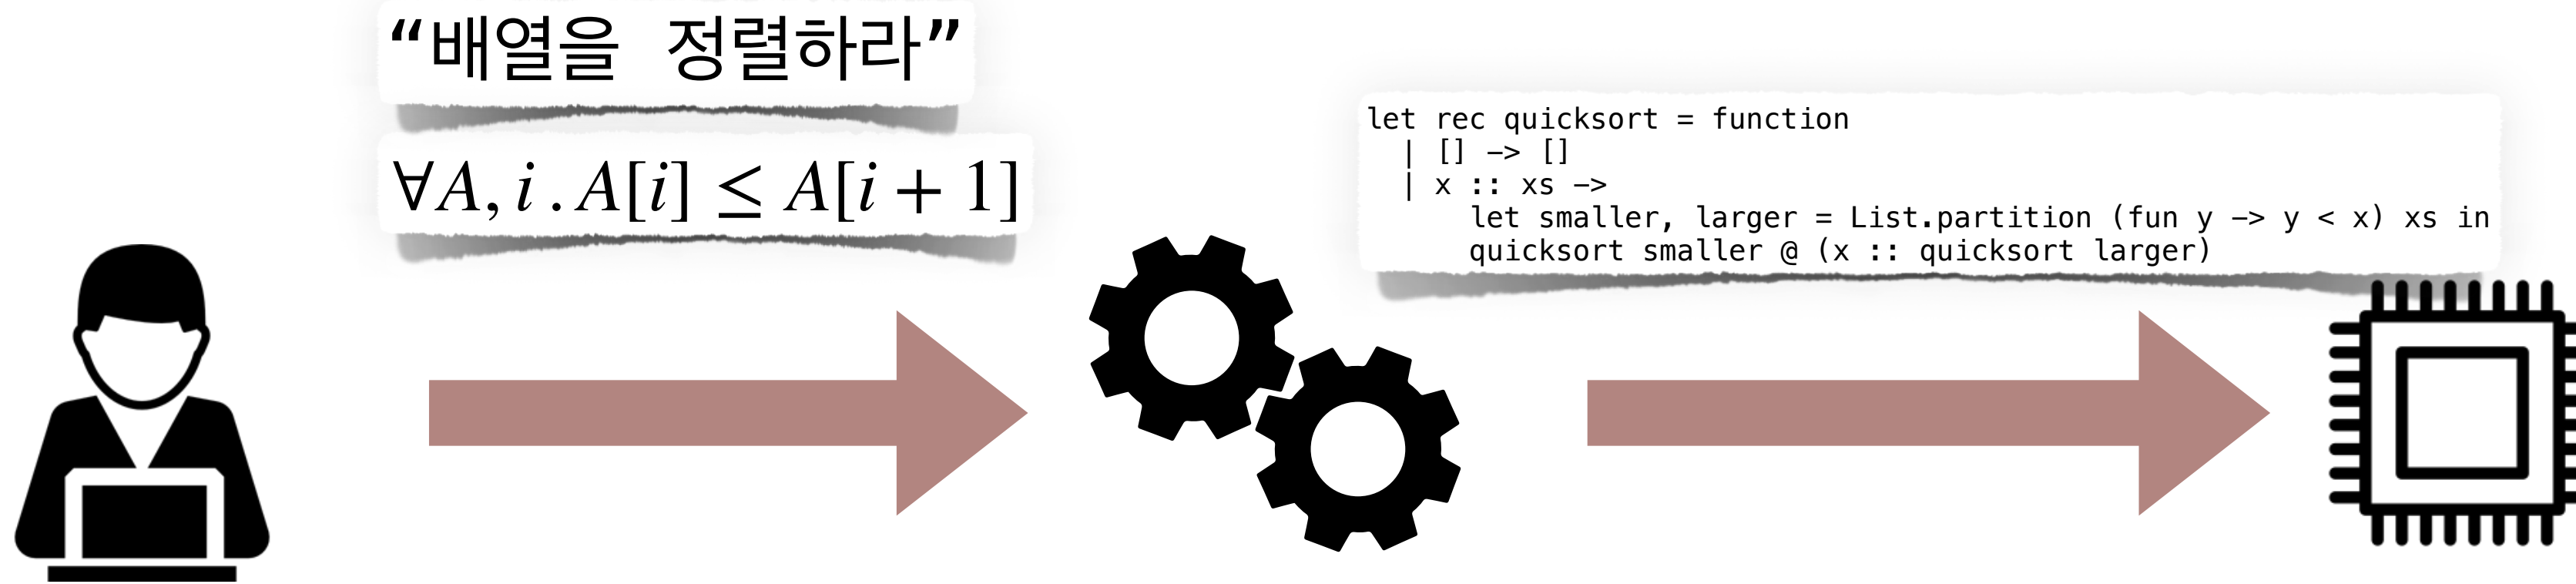 “배열을 정렬하라”
∀A, i . A[i] ≤ A[i + 1]
let rec quicksort = function
  | [] -> []
  | x :: xs ->
      let smaller, larger = List.partition (fun y -> y < x) xs in
      quicksort smaller @ (x :: quicksort larger)